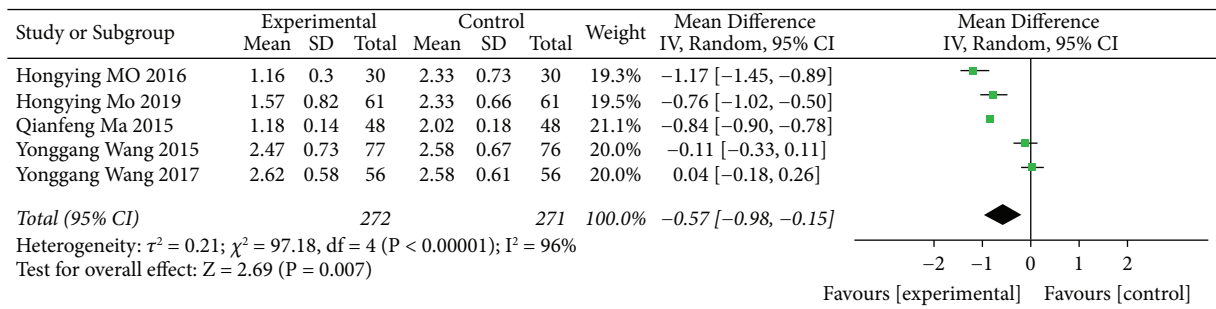 Study or Subgroup Experimental Control Weight Mean Difference Mean Difference
Mean SD Total Mean SD Total IV, Random, 95% CI IV, Random, 95% CI
Hongying MO 2016 1.16 0.3 30 2.33 0.73 30 19.3% −1.17 [−1.45, −0.89]
Hongying Mo 2019 1.57 0.82 61 2.33 0.66 61 19.5% −0.76 [−1.02, −0.50]
Qianfeng Ma 2015 1.18 0.14 48 2.02 0.18 48 21.1% −0.84 [−0.90, −0.78]
Yonggang Wang 2015 2.47 0.73 77 2.58 0.67 76 20.0% −0.11 [−0.33, 0.11]
Yonggang Wang 2017 2.62 0.58 56 2.58 0.61 56 20.0% 0.04 [−0.18, 0.26]
Total (95% CI) 272 271 100.0% −0.57 [−0.98, −0.15]
Heterogeneity: τ² = 0.21; χ² = 97.18, df = 4 (P < 0.00001); I² = 96%
Test for overall effect: Z = 2.69 (P = 0.007)
−2 −1 0 1 2
Favours [experimental] Favours [control]